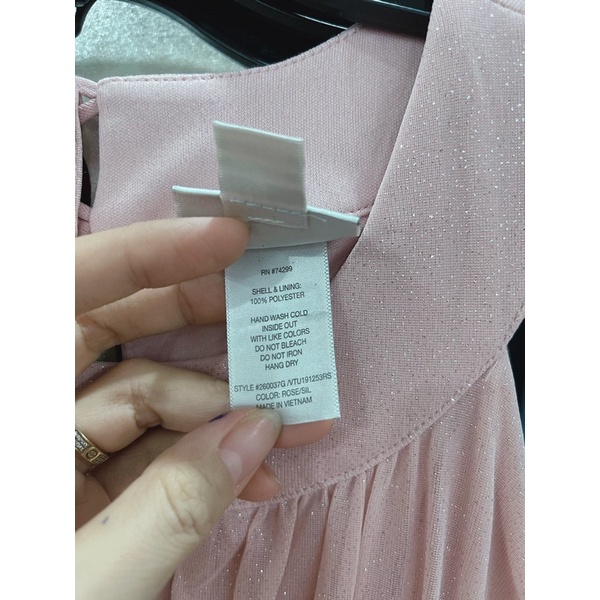 RN #74299
SHELL & LINING:
100% POLYESTER
HAND WASH COLD
INSIDE OUT
WITH LIKE COLORS
DO NOT BLEACH
DO NOT IRON
HANG DRY
STYLE #260037G /VTU191253RS
COLOR: ROSE/SIL
MADE IN VIETNAM